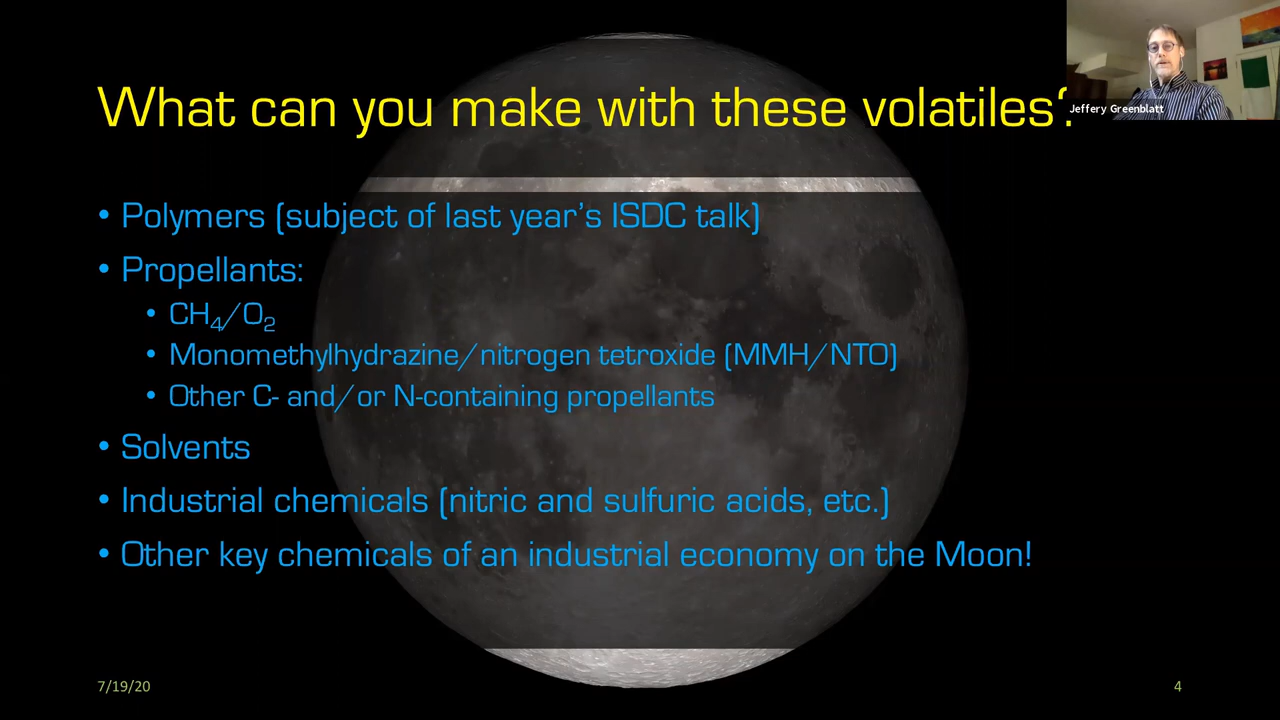 Jeffery Greenblatt
What can you make with these volatiles?
• Polymers (subject of last year's ISDC talk)
• Propellants:
• CH₄/O₂
• Monomethylhydrazine/nitrogen tetroxide (MMH/NTO)
• Other C- and/or N-containing propellants
• Solvents
• Industrial chemicals (nitric and sulfuric acids, etc.)
• Other key chemicals of an industrial economy on the Moon!
7/19/20
4